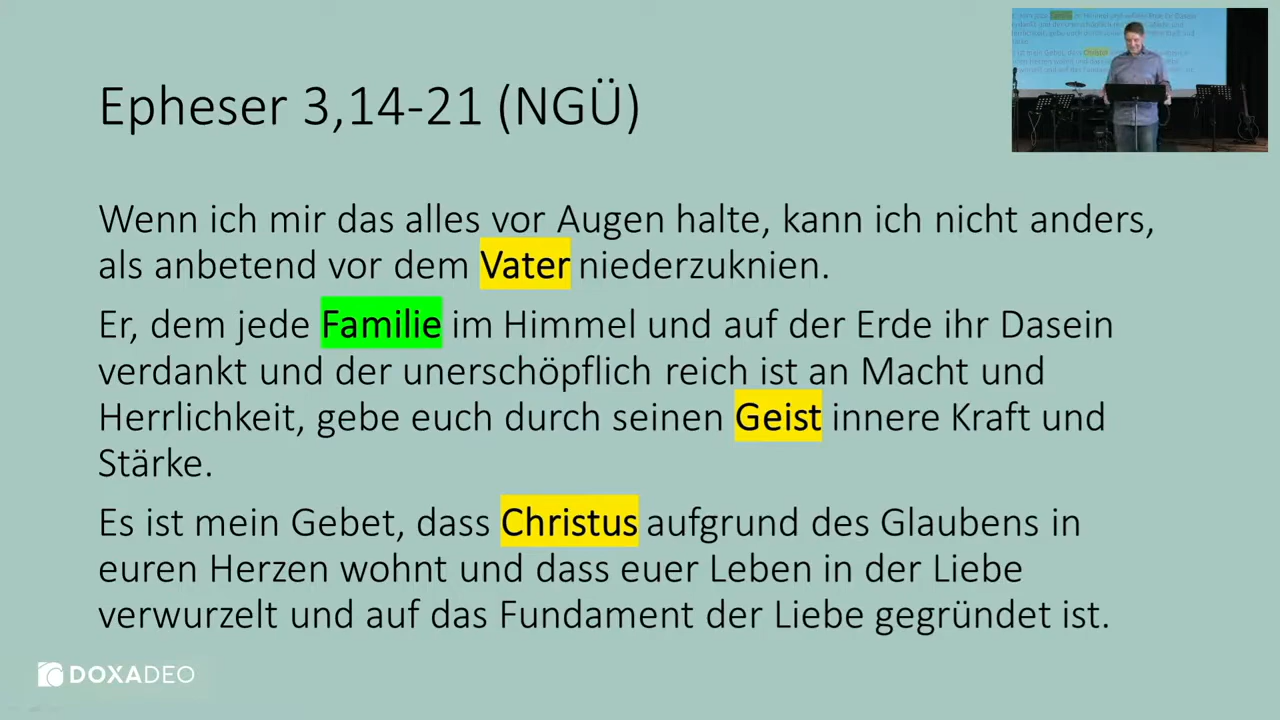 Epheser 3,14-21 (NGÜ)
Wenn ich mir das alles vor Augen halte, kann ich nicht anders,
als anbetend vor dem Vater niederzuknien.
Er, dem jede Familie im Himmel und auf der Erde ihr Dasein
verdankt und der unerschöpflich reich ist an Macht und
Herrlichkeit, gebe euch durch seinen Geist innere Kraft und
Stärke.
Es ist mein Gebet, dass Christus aufgrund des Glaubens in
euren Herzen wohnt und dass euer Leben in der Liebe
verwurzelt und auf das Fundament der Liebe gegründet ist.
DOXADEO